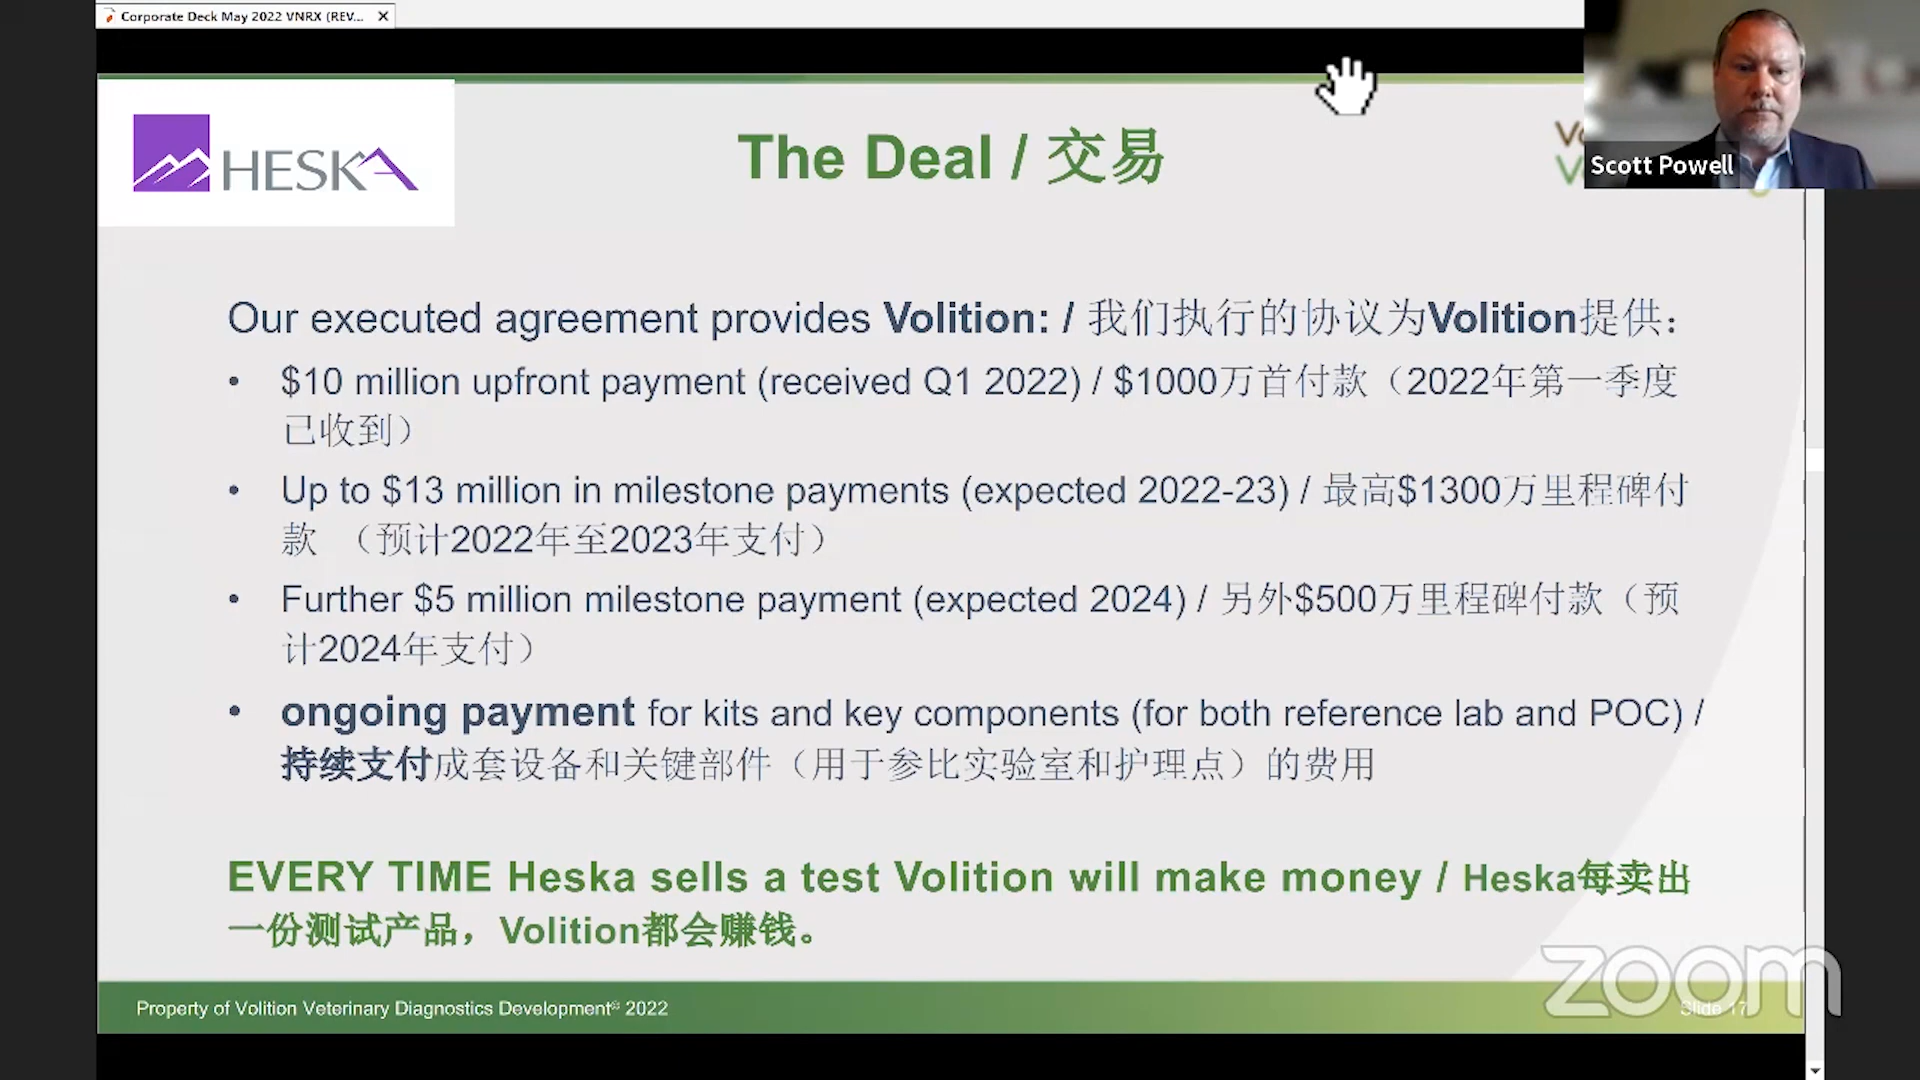 Corporate Deck May 2022 VNRX (REV...
HESKA
The Deal / 交易
Scott Powell
Our executed agreement provides Volition: / 我们执行的协议为Volition提供：
• $10 million upfront payment (received Q1 2022) / $1000万首付款（2022年第一季度
已收到）
• Up to $13 million in milestone payments (expected 2022-23) / 最高$1300万里程碑付
款 （预计2022年至2023年支付）
• Further $5 million milestone payment (expected 2024) / 另外$500万里程碑付款（预
计2024年支付）
• ongoing payment for kits and key components (for both reference lab and POC) /
持续支付成套设备和关键部件（用于参比实验室和护理点）的费用
EVERY TIME Heska sells a test Volition will make money / Heska每卖出
一份测试产品，Volition都会赚钱。
zoom
Property of Volition Veterinary Diagnostics Development© 2022
Slide 17